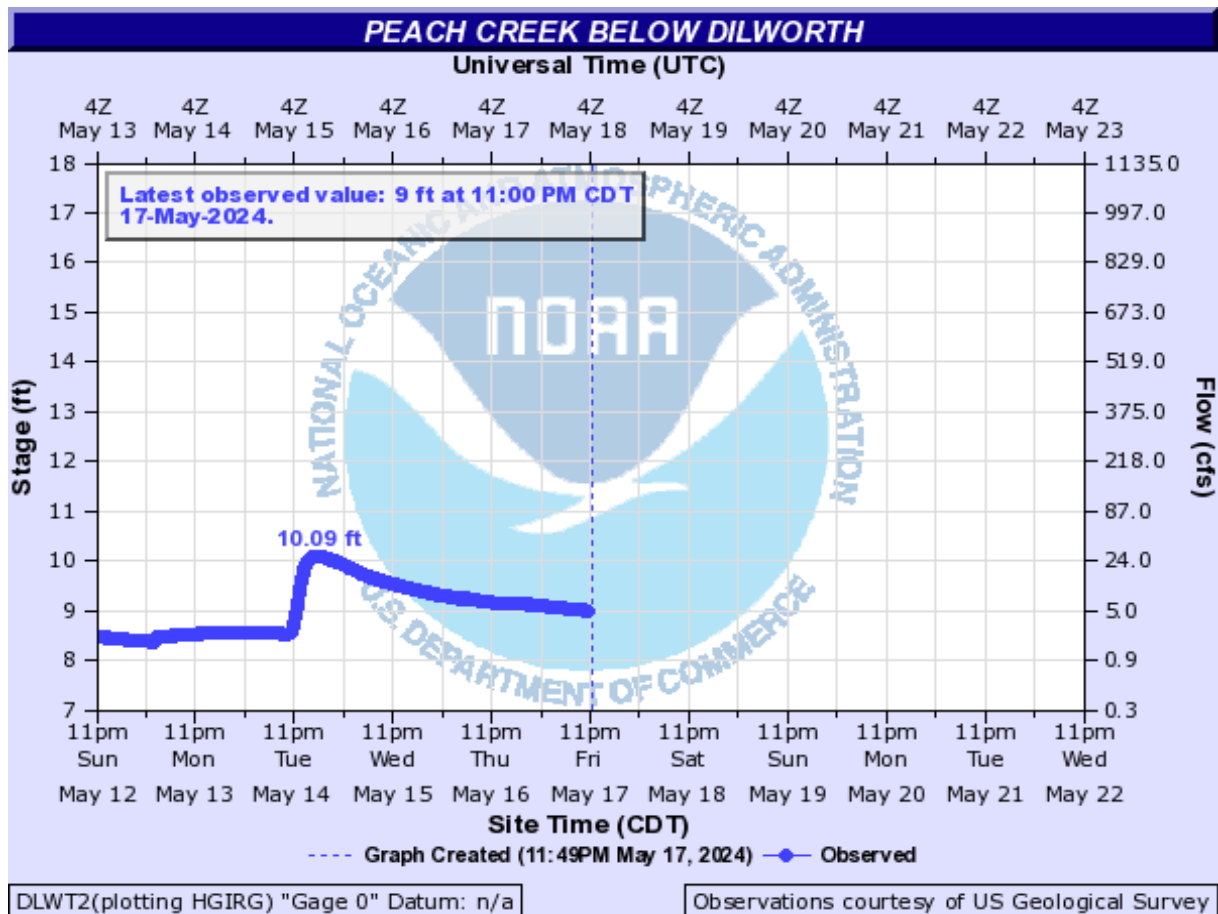 PEACH CREEK BELOW DILWORTH
Universal Time (UTC)
4Z 4Z 4Z 4Z 4Z 4Z 4Z 4Z 4Z 4Z 4Z
May 13 May 14 May 15 May 16 May 17 May 18 May 19 May 20 May 21 May 22 May 23
18 1135.0
Latest observed value: 9 ft at 11:00 PM CDT
17-May-2024.
17 997.0
16 829.0
15 673.0
14 519.0
13 375.0
12 218.0
11 87.0
10 24.0
9 5.0
8 0.9
7 0.3
Stage (ft)
Flow (cfs)
10.09 ft
NATIONAL OCEANIC AND ATMOSPHERIC ADMINISTRATION
NOAA
U.S. DEPARTMENT OF COMMERCE
11pm 11pm 11pm 11pm 11pm 11pm 11pm 11pm 11pm 11pm 11pm
Sun Mon Tue Wed Thu Fri Sat Sun Mon Tue Wed
May 12 May 13 May 14 May 15 May 16 May 17 May 18 May 19 May 20 May 21 May 22
Site Time (CDT)
Graph Created (11:49PM May 17, 2024) Observed
DLWT2(plotting HGIRG) "Gage 0" Datum: n/a
Observations courtesy of US Geological Survey